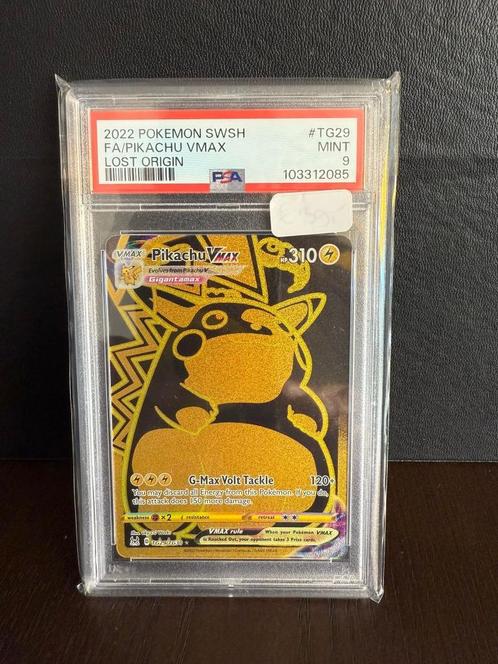 2022 POKEMON SWSH #TG29
FA/PIKACHU VMAX MINT
LOST ORIGIN 9
PSA 103312085
VMAX Pikachu VMAX HP 310
Evolves from Pikachu V
Gigantamax
G-Max Volt Tackle 120+
You may discard all Energy from this Pokémon. If you do,
this attack does 150 more damage.
weakness ×2 resistance retreat
VMAX rule When your Pokémon VMAX
is Knocked Out, your opponent takes 3 Prize cards.